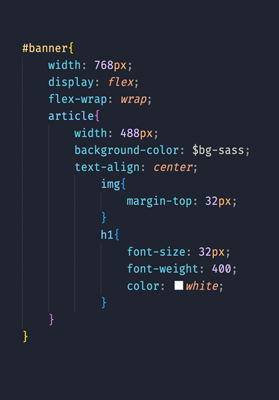 #banner{
width: 768px;
display: flex;
flex-wrap: wrap;
article{
width: 488px;
background-color: $bg-sass;
text-align: center;
img{
margin-top: 32px;
}
h1{
font-size: 32px;
font-weight: 400;
color: white;
}
}
}